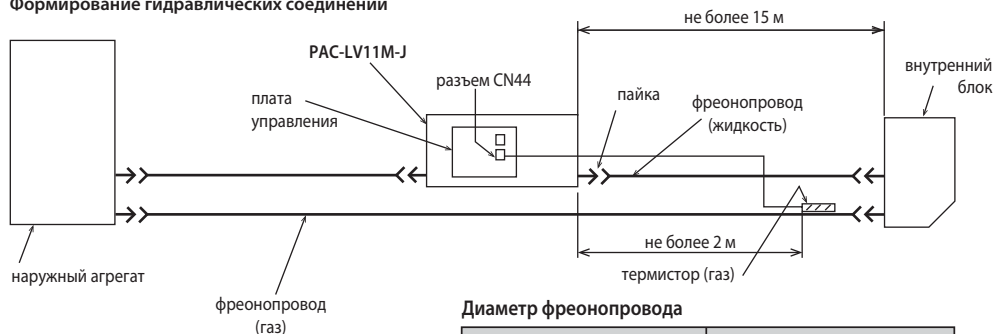 Формирование гидравлических соединений
не более 15 м
PAC-LV11M-J
разъем CN44
плата
управления
пайка
фреонопровод
(жидкость)
внутренний
блок
не более 2 м
термистор (газ)
наружный агрегат
фреонопровод
(газ)
Диаметр фреонопровода